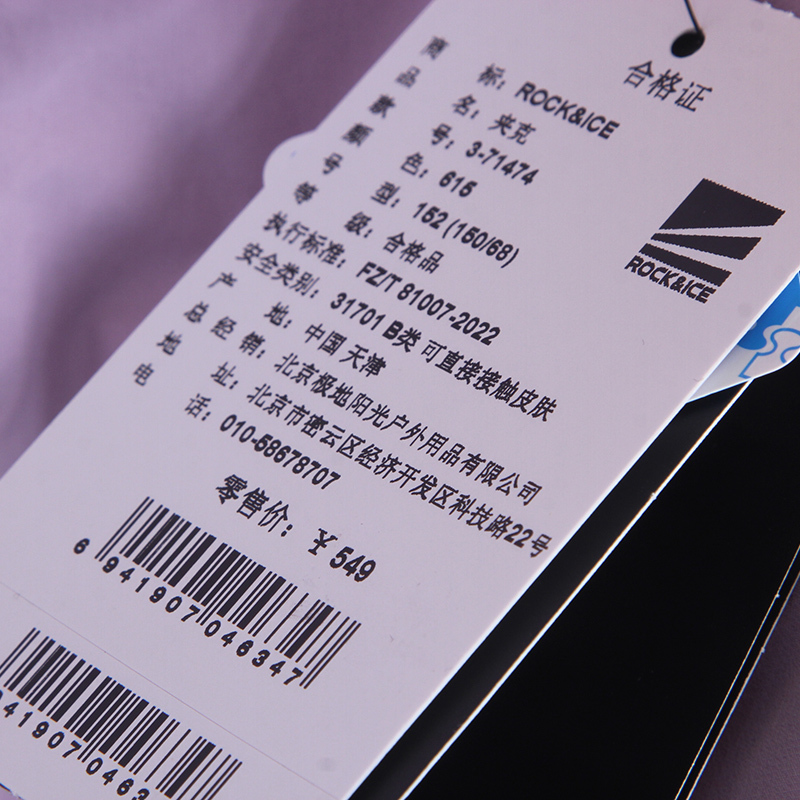 合格证
ROCK&ICE
商 标：ROCK&ICE
品 名：夹克
款 号：3-71474
颜 色：615
号 型：152 (150/68)
等 级：合格品
执行标准：FZ/T 81007-2022
安全类别：31701 B类 可直接接触皮肤
产 地：中国 天津
总 经 销：北京极地阳光户外用品有限公司
地 址：北京市密云区经济开发区科技路22号
电 话：010-58678707
零售价：￥549
6 941907 046347
941907 0463